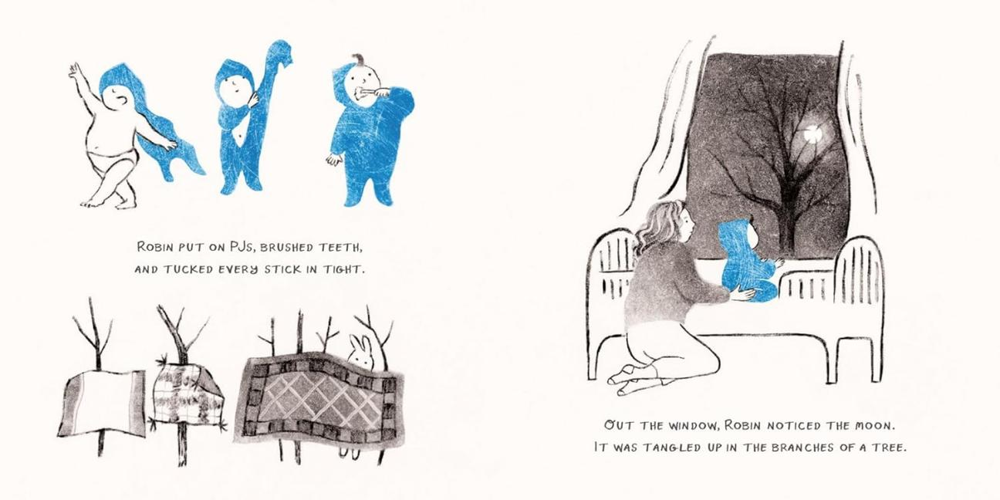 ROBIN PUT ON PJS, BRUSHED TEETH,
AND TUCKED EVERY STICK IN TIGHT.
OUT THE WINDOW, ROBIN NOTICED THE MOON.
IT WAS TANGLED UP IN THE BRANCHES OF A TREE.